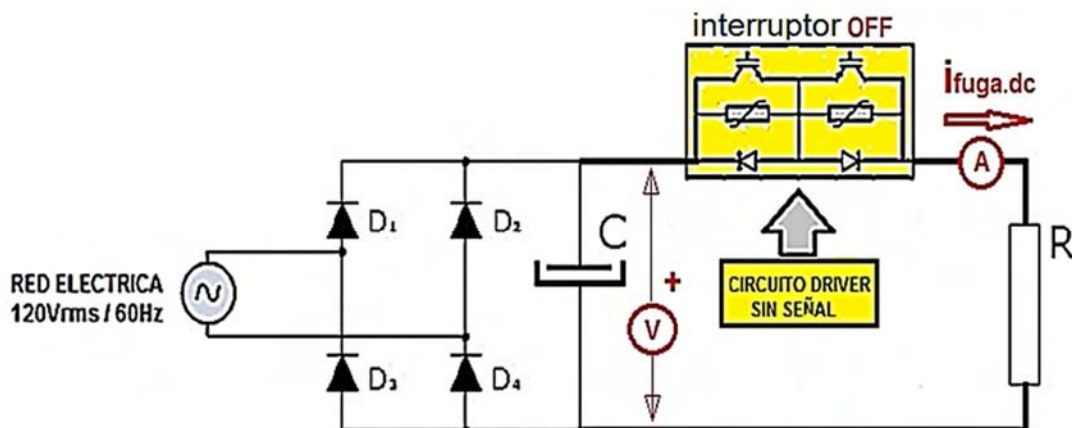 interruptor OFF
ifuga.dc
A
D₁
D₂
C
R
RED ELECTRICA
120Vrms / 60Hz
+
V
CIRCUITO DRIVER
SIN SEÑAL
D₃
D₄